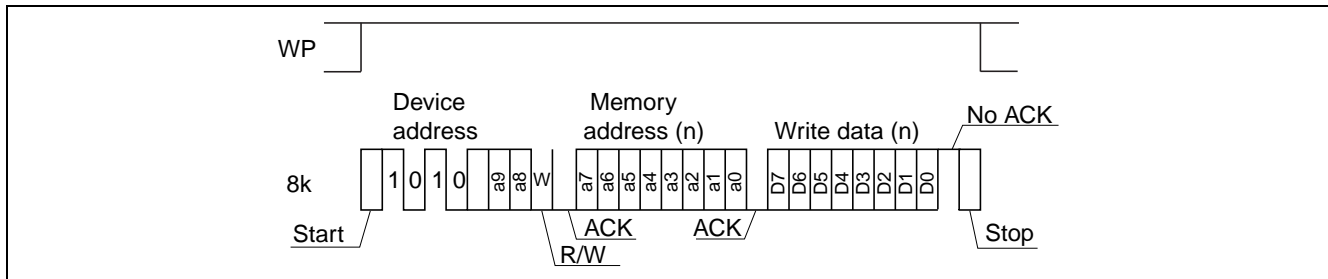 WP
Device address
Memory address (n)
Write data (n)
No ACK
8k
1 0 1 0 a9 a8 W a7 a6 a5 a4 a3 a2 a1 a0 D7 D6 D5 D4 D3 D2 D1 D0
Start
ACK
ACK
Stop
R/W